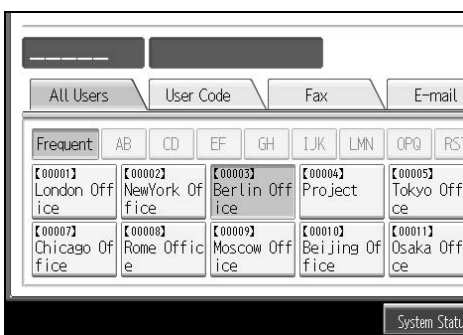 _____
All Users
User Code
Fax
E-mail
Frequent AB CD EF GH IJK LMN OPQ RST
【00001】
London Off
ice
【00002】
NewYork Of
fice
【00003】
Berlin Off
ice
【00004】
Project
【00005】
Tokyo Off
ce
【00007】
Chicago Of
fice
【00008】
Rome Offic
e
【00009】
Moscow Off
ice
【00010】
Beijing Of
fice
【00011】
Osaka Off
ce
System Statu